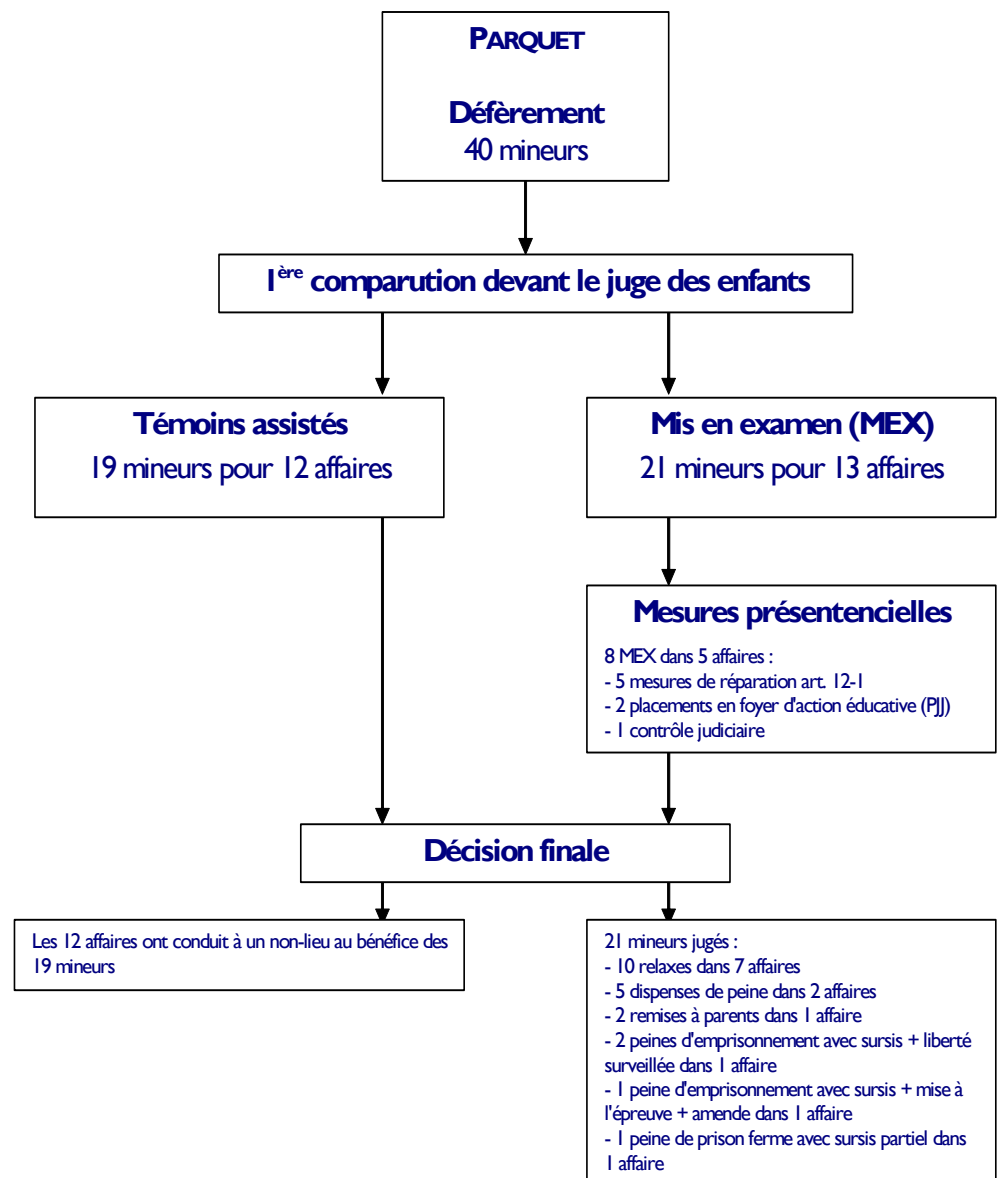 PARQUET
Défèrement
40 mineurs
1ère comparution devant le juge des enfants
Témoins assistés
19 mineurs pour 12 affaires
Mis en examen (MEX)
21 mineurs pour 13 affaires
Mesures présentencielles
8 MEX dans 5 affaires :
- 5 mesures de réparation art. 12-1
- 2 placements en foyer d'action éducative (PJJ)
- 1 contrôle judiciaire
Décision finale
Les 12 affaires ont conduit à un non-lieu au bénéfice des
19 mineurs
21 mineurs jugés :
- 10 relaxes dans 7 affaires
- 5 dispenses de peine dans 2 affaires
- 2 remises à parents dans 1 affaire
- 2 peines d'emprisonnement avec sursis + liberté
surveillée dans 1 affaire
- 1 peine d'emprisonnement avec sursis + mise à
l'épreuve + amende dans 1 affaire
- 1 peine de prison ferme avec sursis partiel dans
1 affaire